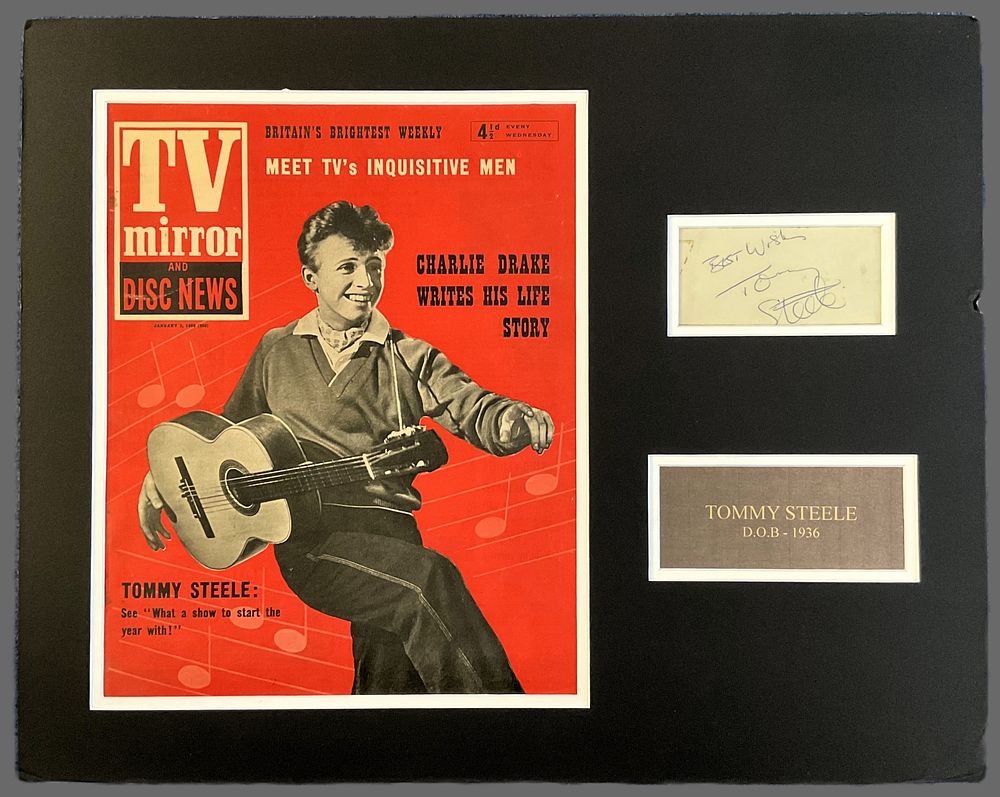 TV
mirror
AND
DISC NEWS
BRITAIN'S BRIGHTEST WEEKLY
4½d EVERY WEDNESDAY
MEET TV's INQUISITIVE MEN
CHARLIE DRAKE
WRITES HIS LIFE
STORY
TOMMY STEELE:
See "What a show to start the
year with!"
BEST Wishes
Tommy
Steele
TOMMY STEELE
D.O.B - 1936